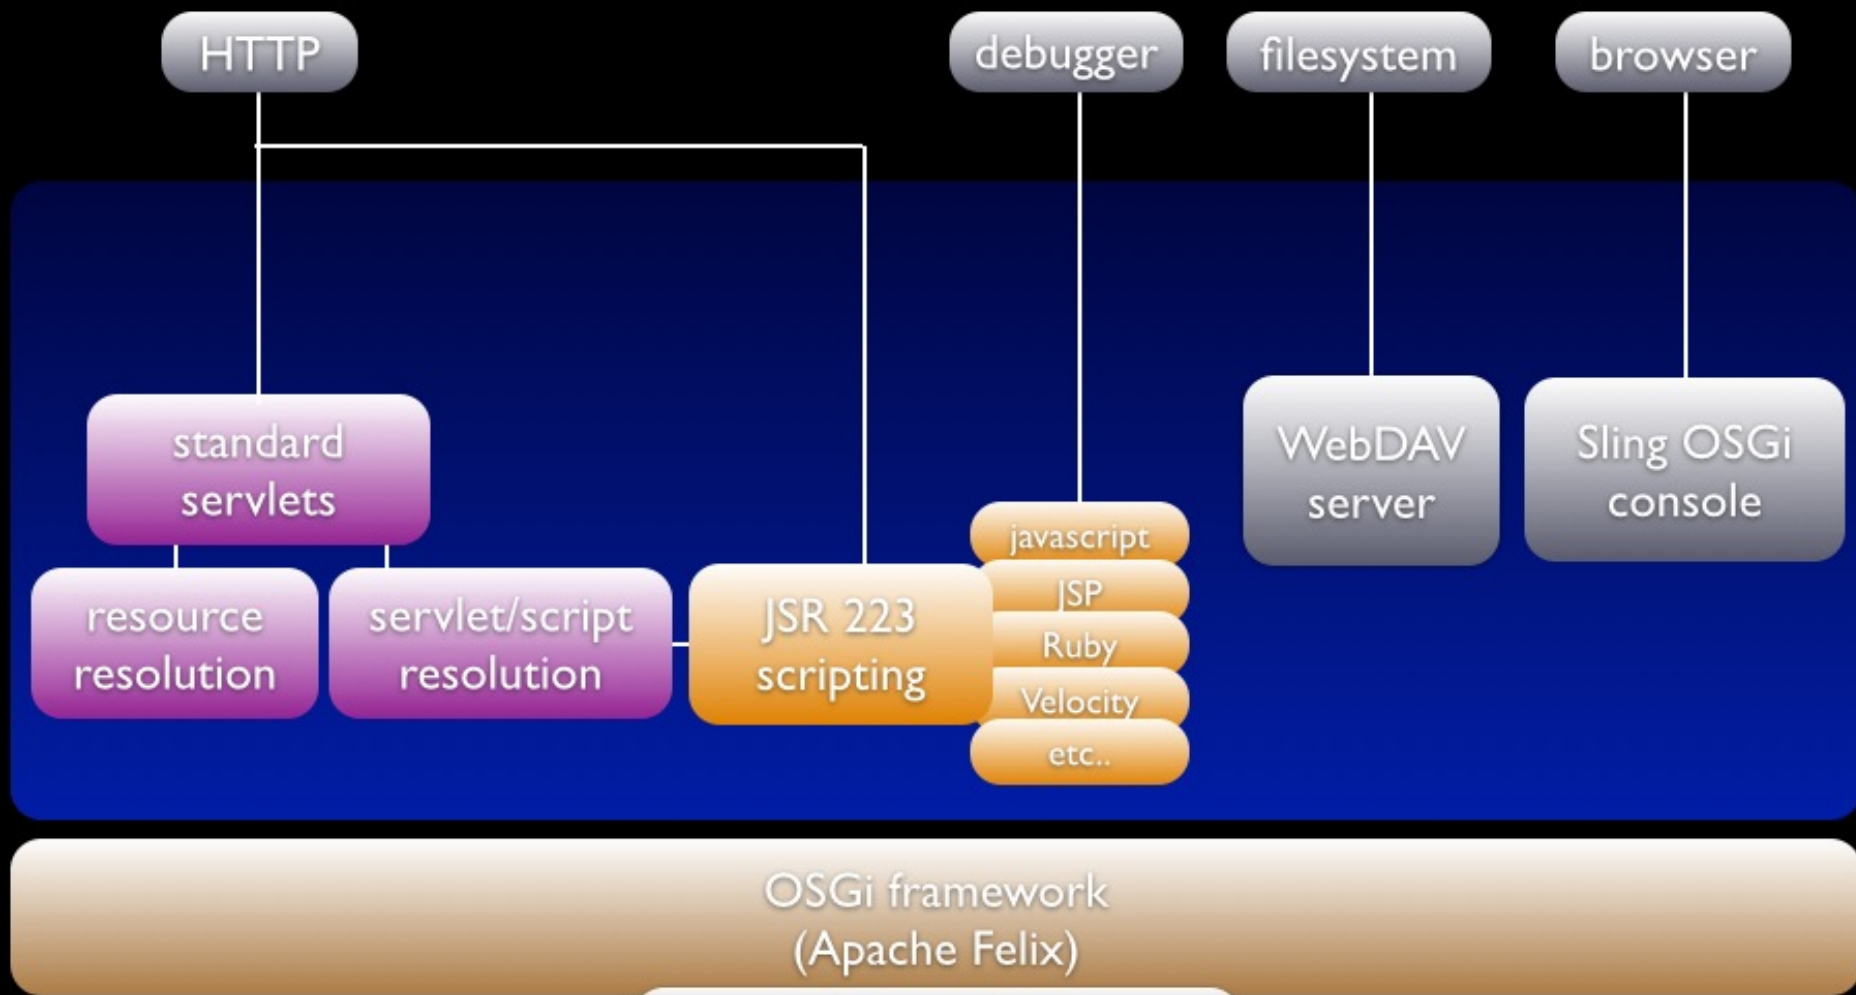 HTTP
debugger
filesystem
browser
standard
servlets
WebDAV
server
Sling OSGi
console
resource
resolution
servlet/script
resolution
JSR 223
scripting
javascript
JSP
Ruby
Velocity
etc..
OSGi framework
(Apache Felix)